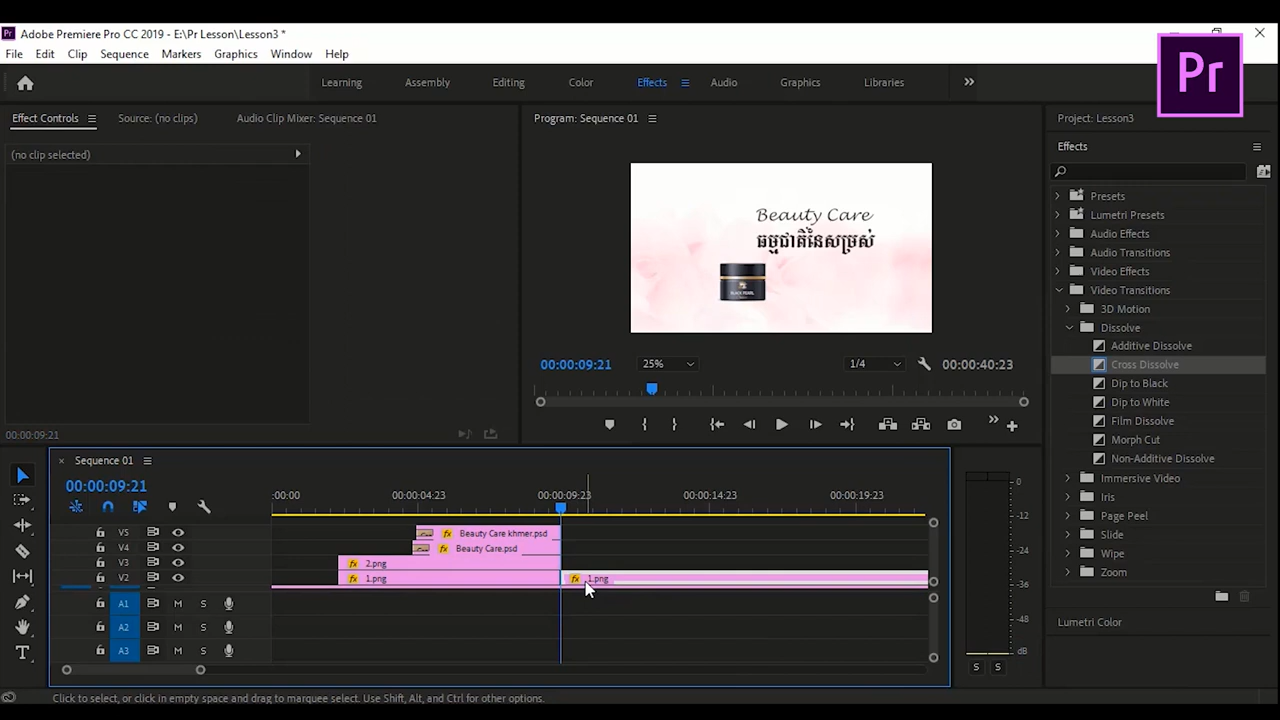 Pr Adobe Premiere Pro CC 2019 - E:\Pr Lesson\Lesson3 *
File Edit Clip Sequence Markers Graphics Window Help
Pr
Learning Assembly Editing Color Effects Audio Graphics Libraries
Effect Controls Source: (no clips) Audio Clip Mixer: Sequence 01
(no clip selected)
00:00:09:21
Program: Sequence 01
Beauty Care
ធម្មជាតិនៃសម្រស់
BLACK PEARL
00:00:09:21 25% 1/4 00:00:40:23
Project: Lesson3
Effects
Presets
Lumetri Presets
Audio Effects
Audio Transitions
Video Effects
Video Transitions
3D Motion
Dissolve
Additive Dissolve
Cross Dissolve
Dip to Black
Dip to White
Film Dissolve
Morph Cut
Non-Additive Dissolve
Immersive Video
Iris
Page Peel
Slide
Wipe
Zoom
Lumetri Color
× Sequence 01
00:00:09:21
:00:00 00:00:04:23 00:00:09:23 00:00:14:23 00:00:19:23
V5 fx Beauty Care khmer.psd
V4 fx Beauty Care.psd
V3 fx 2.png
V2 fx 1.png fx 1.png
A1 M S
A2 M S
A3 M S
0
-12
-24
-36
-48
dB
S S
Click to select, or click in empty space and drag to marquee select. Use Shift, Alt, and Ctrl for other options.